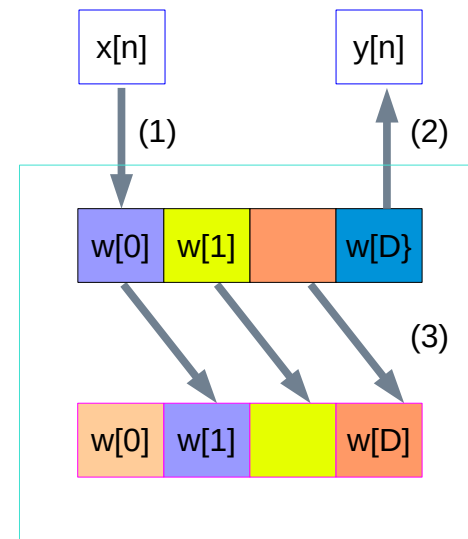 x[n] y[n]
(1) (2)
w[0] w[1] w[D}
(3)
w[0] w[1] w[D]